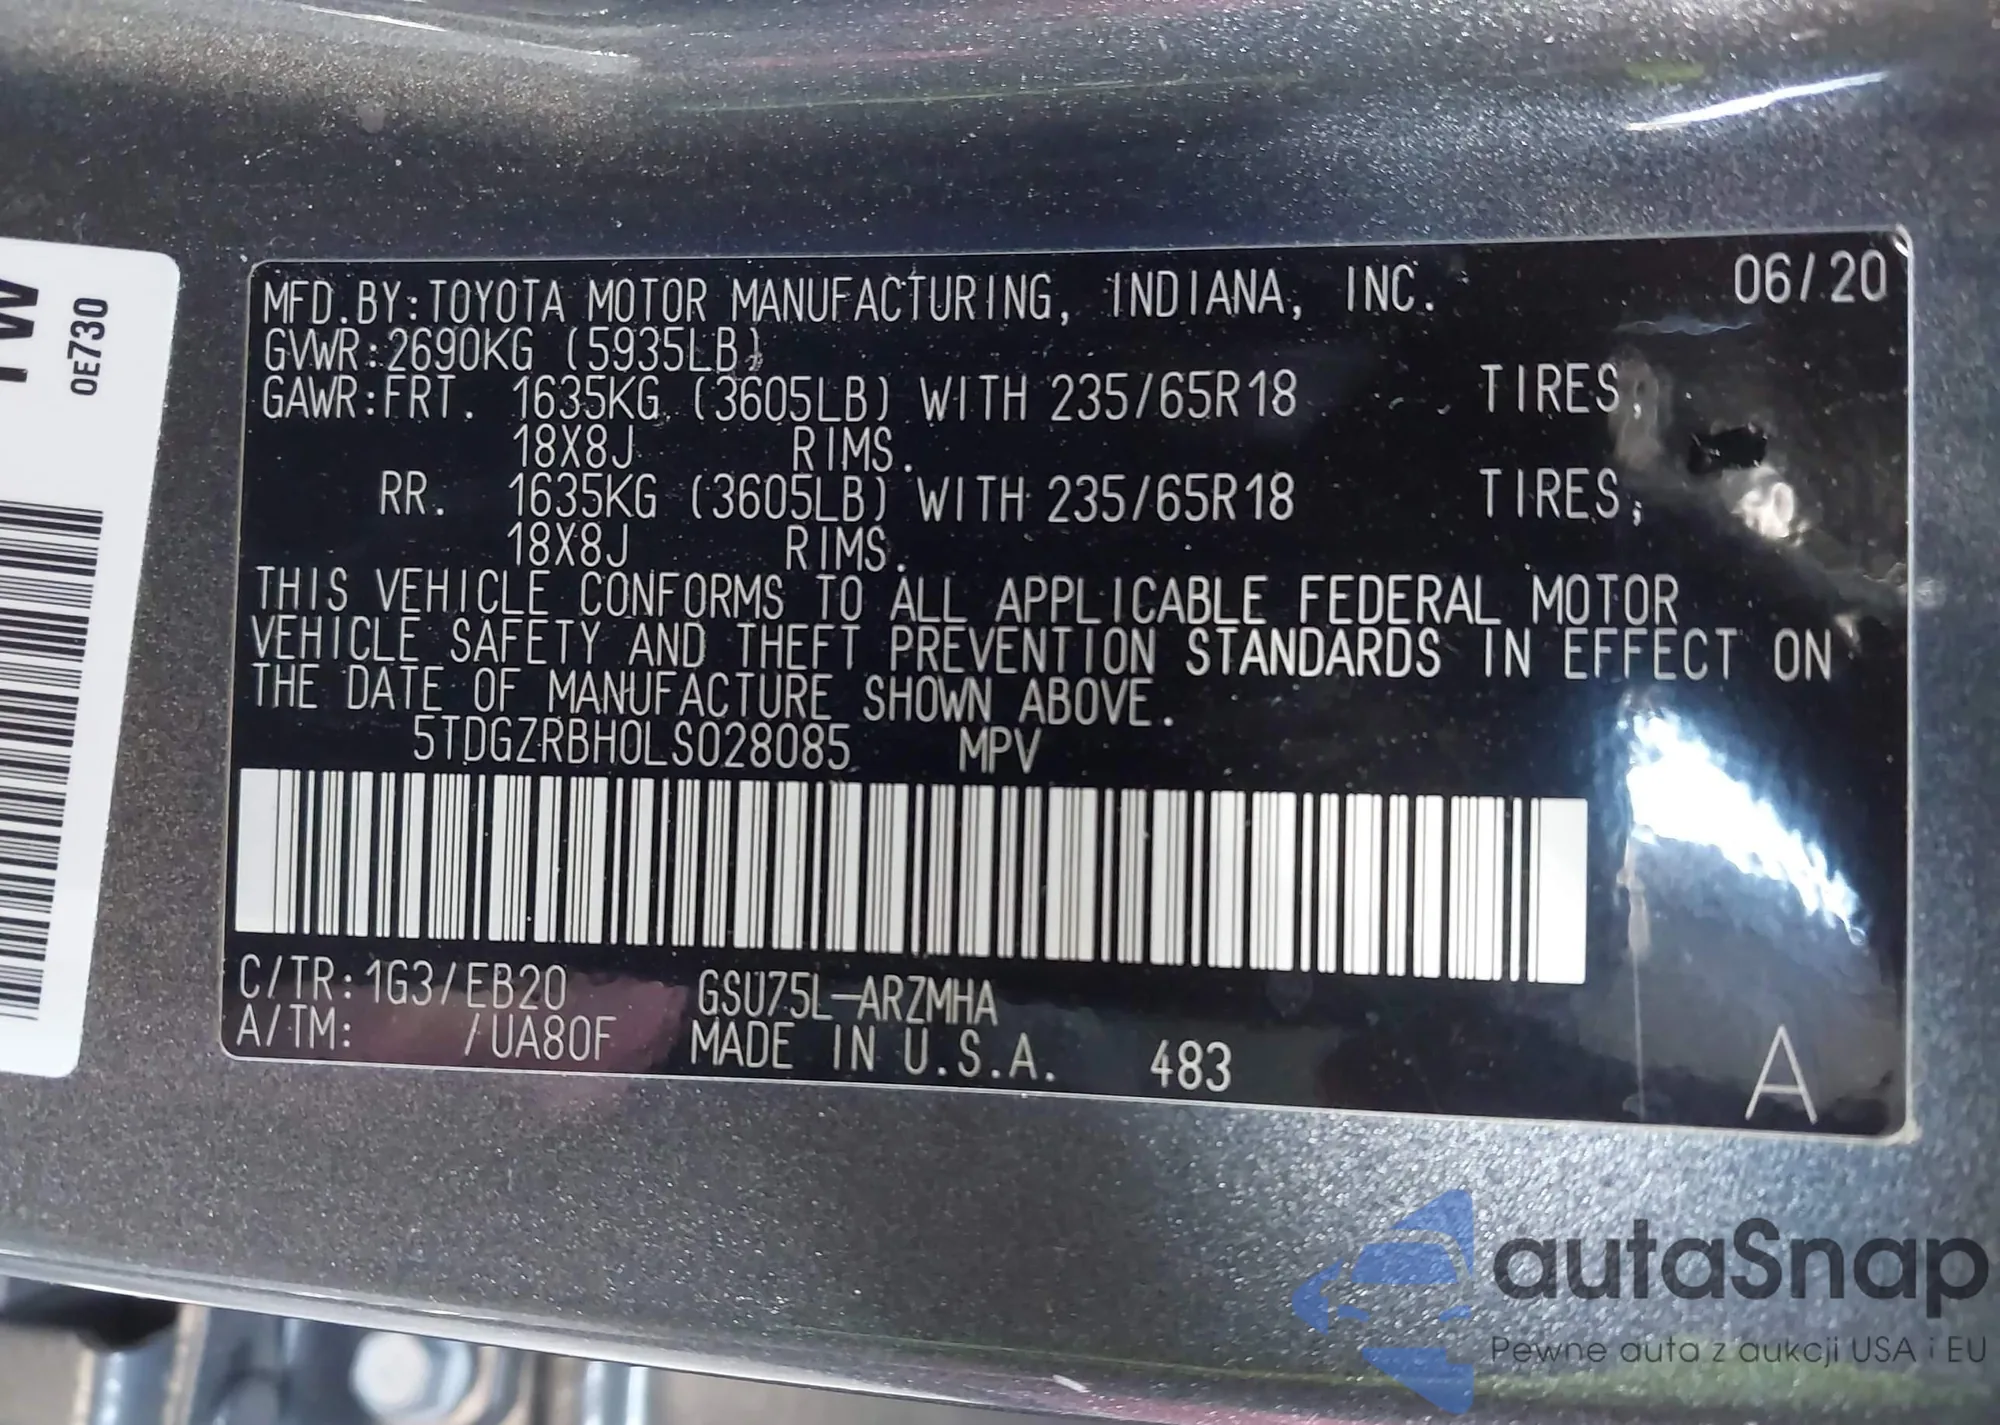 MFD.BY:TOYOTA MOTOR MANUFACTURING, INDIANA, INC. 06/20
GVWR:2690KG (5935LB)
GAWR:FRT. 1635KG (3605LB) WITH 235/65R18 TIRES,
18X8J RIMS.
RR. 1635KG (3605LB) WITH 235/65R18 TIRES,
18X8J RIMS.
THIS VEHICLE CONFORMS TO ALL APPLICABLE FEDERAL MOTOR
VEHICLE SAFETY AND THEFT PREVENTION STANDARDS IN EFFECT ON
THE DATE OF MANUFACTURE SHOWN ABOVE.
5TDGZRBH0LS028085 MPV
C/TR:1G3/EB20 GSU75L-ARZMHA
A/TM: /UA80F MADE IN U.S.A. 483 A
0E730
autaSnap
Pewne auta z aukcji USA i EU